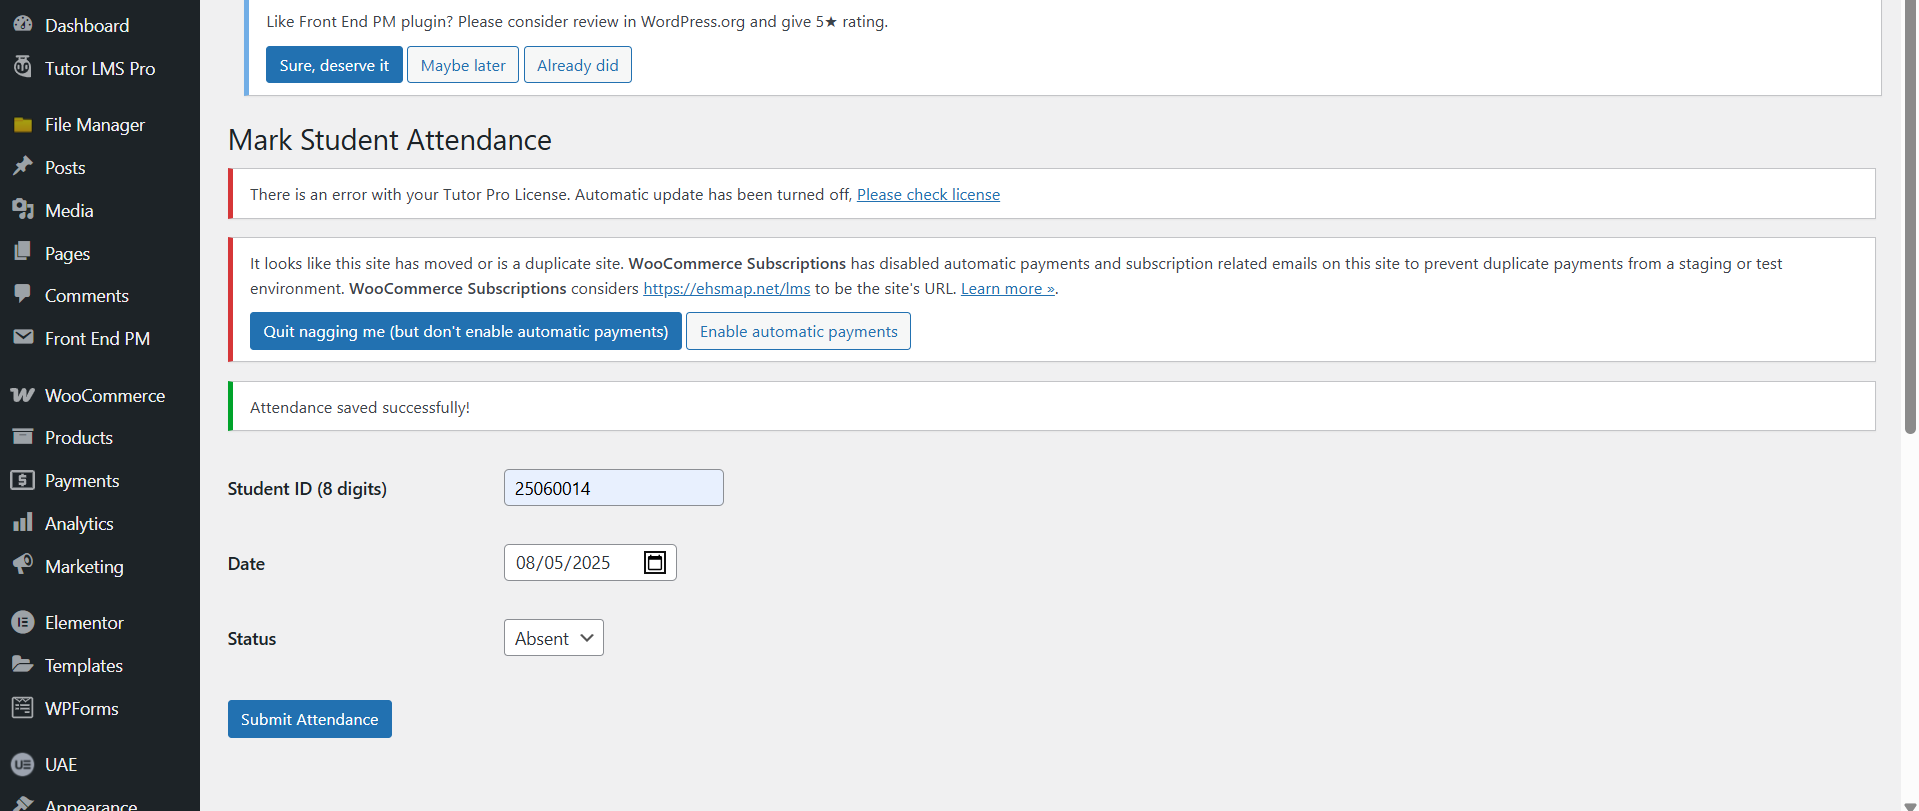 Dashboard
Tutor LMS Pro
File Manager
Posts
Media
Pages
Comments
Front End PM
WooCommerce
Products
Payments
Analytics
Marketing
Elementor
Templates
WPForms
UAE
Appearance
Like Front End PM plugin? Please consider review in WordPress.org and give 5★ rating.
Sure, deserve it
Maybe later
Already did
Mark Student Attendance
There is an error with your Tutor Pro License. Automatic update has been turned off, Please check license
It looks like this site has moved or is a duplicate site. WooCommerce Subscriptions has disabled automatic payments and subscription related emails on this site to prevent duplicate payments from a staging or test
environment. WooCommerce Subscriptions considers https://ehsmap.net/lms to be the site's URL. Learn more ».
Quit nagging me (but don't enable automatic payments)
Enable automatic payments
Attendance saved successfully!
Student ID (8 digits)
25060014
Date
08/05/2025
Status
Absent
Submit Attendance